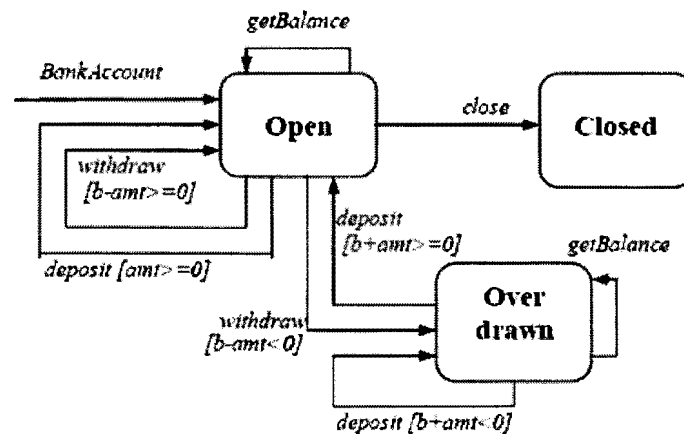 getBalance
BankAccount
Open
close
Closed
withdraw
[b-amt>=0]
deposit
[b+amt>=0]
getBalance
deposit [amt>=0]
Over
drawn
withdraw
[b-amt<0]
deposit [b+amt<0]